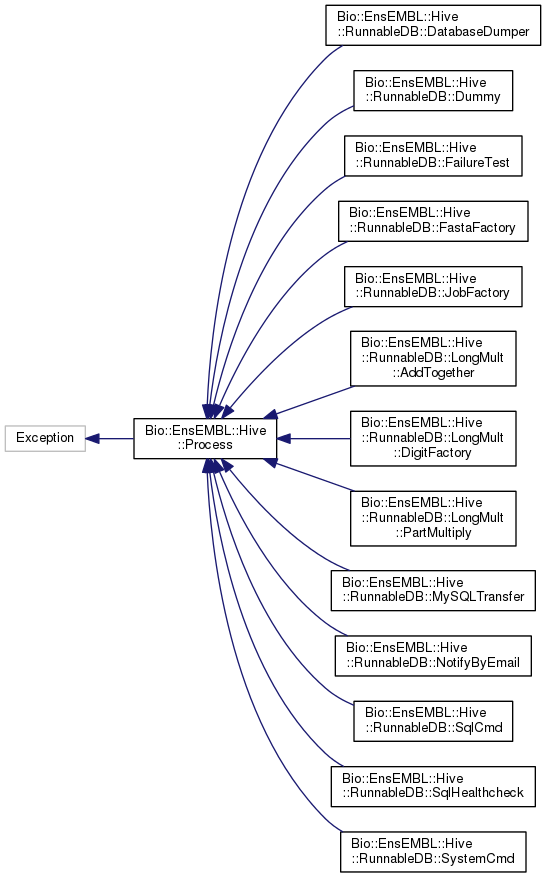 Bio::EnsEMBL::Hive
::RunnableDB::DatabaseDumper
Bio::EnsEMBL::Hive
::RunnableDB::Dummy
Bio::EnsEMBL::Hive
::RunnableDB::FailureTest
Bio::EnsEMBL::Hive
::RunnableDB::FastaFactory
Bio::EnsEMBL::Hive
::RunnableDB::JobFactory
Bio::EnsEMBL::Hive
::RunnableDB::LongMult
::AddTogether
Exception
Bio::EnsEMBL::Hive
::Process
Bio::EnsEMBL::Hive
::RunnableDB::LongMult
::DigitFactory
Bio::EnsEMBL::Hive
::RunnableDB::LongMult
::PartMultiply
Bio::EnsEMBL::Hive
::RunnableDB::MySQLTransfer
Bio::EnsEMBL::Hive
::RunnableDB::NotifyByEmail
Bio::EnsEMBL::Hive
::RunnableDB::SqlCmd
Bio::EnsEMBL::Hive
::RunnableDB::SqlHealthcheck
Bio::EnsEMBL::Hive
::RunnableDB::SystemCmd